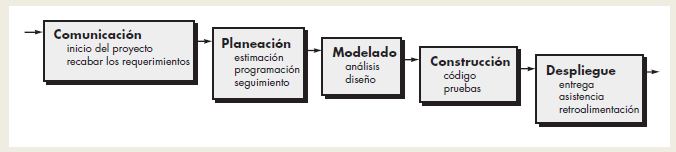 Comunicación
inicio del proyecto
recabar los requerimientos
Planeación
estimación
programación
seguimiento
Modelado
análisis
diseño
Construcción
código
pruebas
Despliegue
entrega
asistencia
retroalimentación